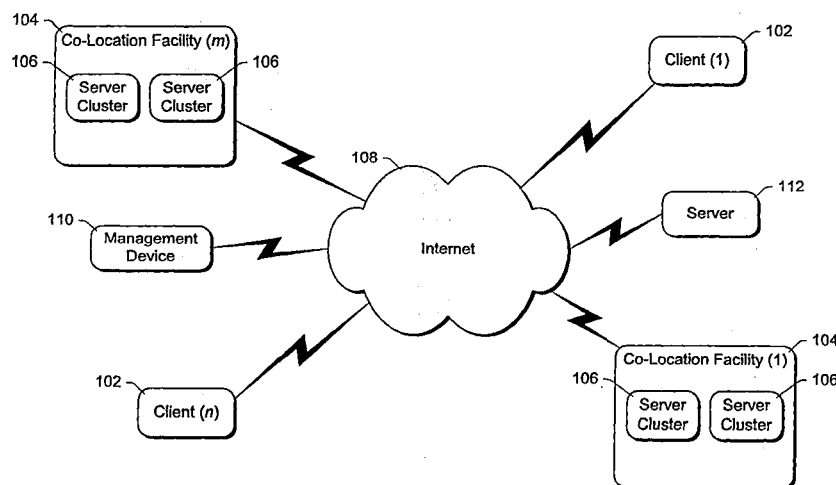 104
Co-Location Facility (m)
106
106
Server
Cluster
Server
Cluster
102
Client (1)
108
110
Management
Device
Internet
112
Server
102
Client (n)
104
Co-Location Facility (1)
106
106
Server
Cluster
Server
Cluster